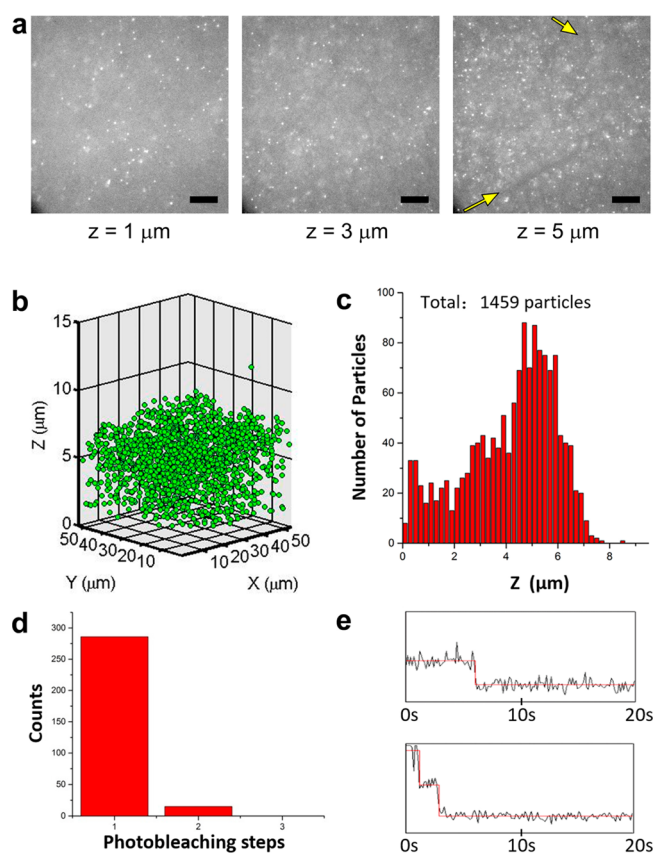 a
z = 1 μm
z = 3 μm
z = 5 μm
b
15
10
5
0
Z (μm)
50 40 30 20 10
Y (μm)
10 20 30 40 50
X (μm)
c
Total: 1459 particles
100
80
60
40
20
0
Number of Particles
0 2 4 6 8
Z (μm)
d
300
250
200
150
100
50
0
Counts
1 2 3
Photobleaching steps
e
0s 10s 20s
0s 10s 20s